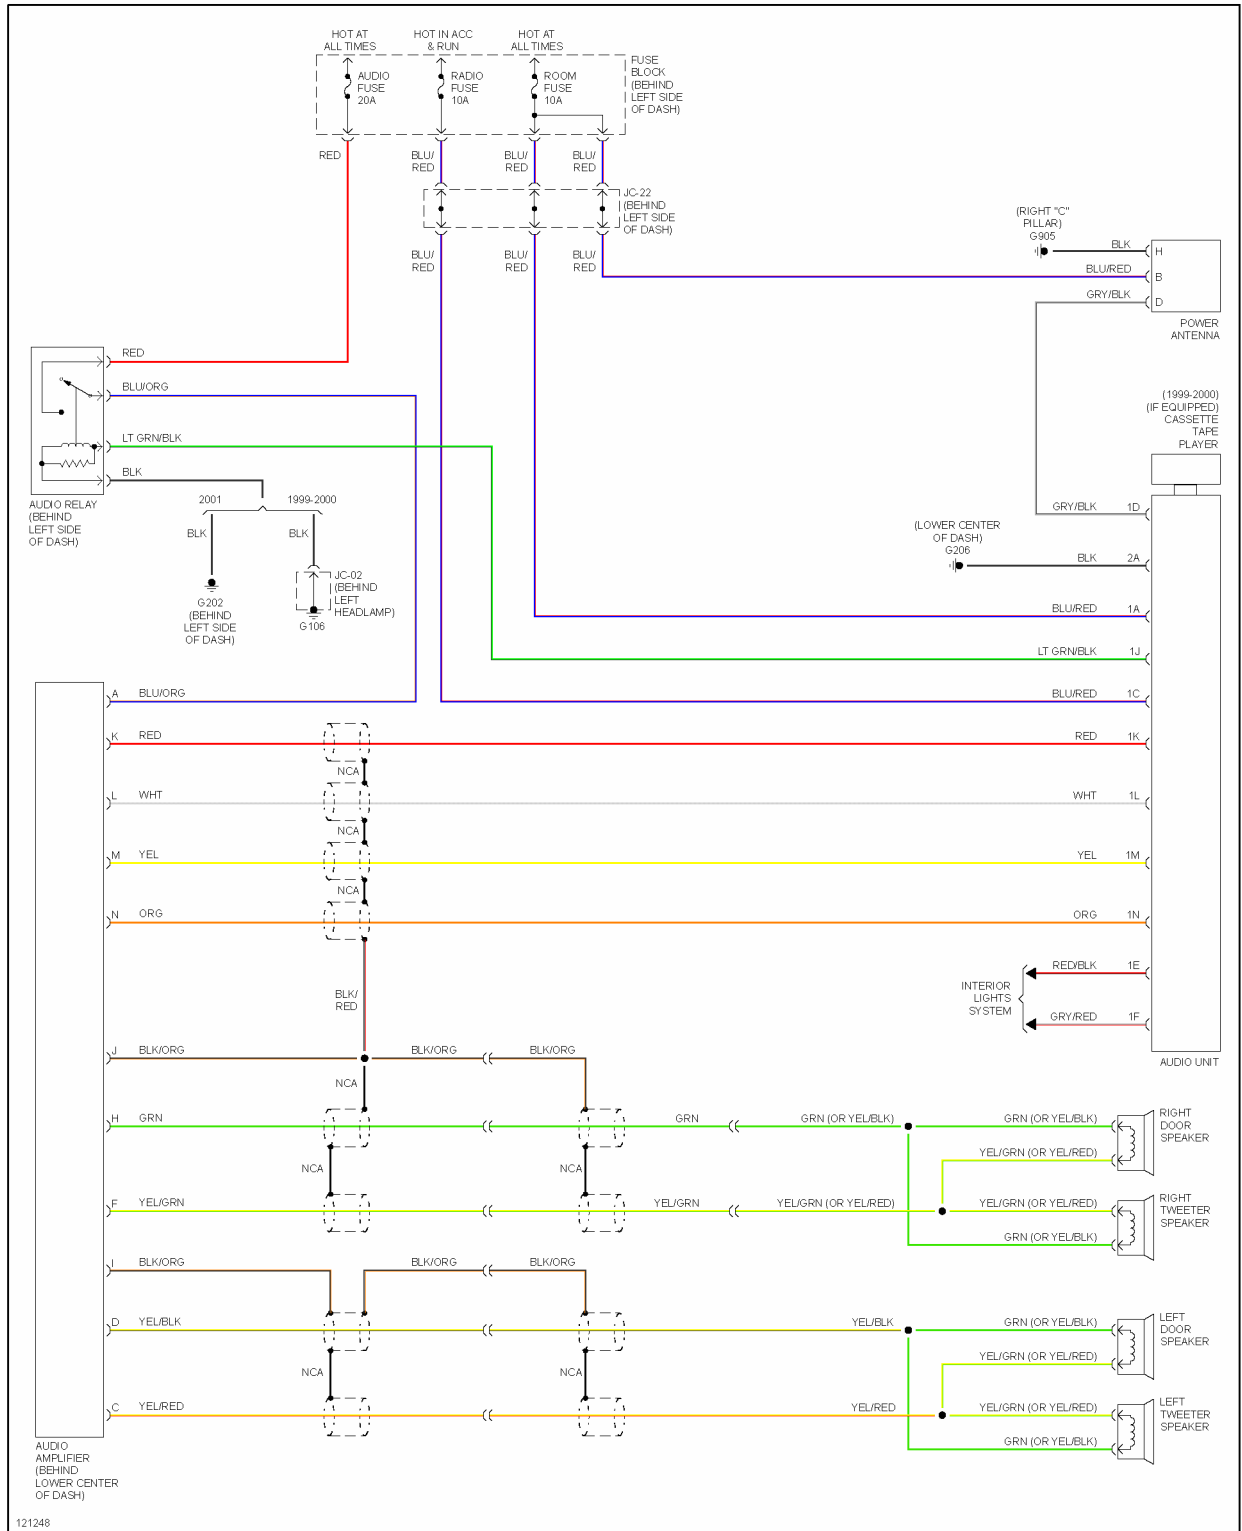 HOT AT
ALL TIMES
HOT IN ACC
& RUN
HOT AT
ALL TIMES
AUDIO
FUSE
20A
RADIO
FUSE
10A
ROOM
FUSE
10A
FUSE
BLOCK
(BEHIND
LEFT SIDE
OF DASH)
RED
BLU/
RED
BLU/
RED
BLU/
RED
JC-22
(BEHIND
LEFT SIDE
OF DASH)
BLU/
RED
BLU/
RED
BLU/
RED
(RIGHT "C"
PILLAR)
G905
BLK
H
BLU/RED
B
GRY/BLK
D
POWER
ANTENNA
RED
BLU/ORG
LT GRN/BLK
BLK
AUDIO RELAY
(BEHIND
LEFT SIDE
OF DASH)
2001
1999-2000
BLK
BLK
G202
(BEHIND
LEFT SIDE
OF DASH)
JC-02
(BEHIND
LEFT
HEADLAMP)
G106
(1999-2000)
(IF EQUIPPED)
CASSETTE
TAPE
PLAYER
GRY/BLK 1D
(LOWER CENTER
OF DASH)
G206
BLK 2A
BLU/RED 1A
LT GRN/BLK 1J
A BLU/ORG
BLU/RED 1C
K RED
RED 1K
NCA
L WHT
WHT 1L
NCA
M YEL
YEL 1M
NCA
N ORG
ORG 1N
RED/BLK 1E
INTERIOR
LIGHTS
SYSTEM
GRY/RED 1F
AUDIO UNIT
BLK/
RED
J BLK/ORG
BLK/ORG
BLK/ORG
NCA
H GRN
GRN
GRN (OR YEL/BLK)
GRN (OR YEL/BLK)
RIGHT
DOOR
SPEAKER
NCA
NCA
YEL/GRN (OR YEL/RED)
F YEL/GRN
YEL/GRN
YEL/GRN (OR YEL/RED)
YEL/GRN (OR YEL/RED)
RIGHT
TWEETER
SPEAKER
GRN (OR YEL/BLK)
I BLK/ORG
BLK/ORG
BLK/ORG
D YEL/BLK
YEL/BLK
GRN (OR YEL/BLK)
LEFT
DOOR
SPEAKER
NCA
NCA
YEL/GRN (OR YEL/RED)
C YEL/RED
YEL/RED
YEL/GRN (OR YEL/RED)
LEFT
TWEETER
SPEAKER
GRN (OR YEL/BLK)
AUDIO
AMPLIFIER
(BEHIND
LOWER CENTER
OF DASH)
121248